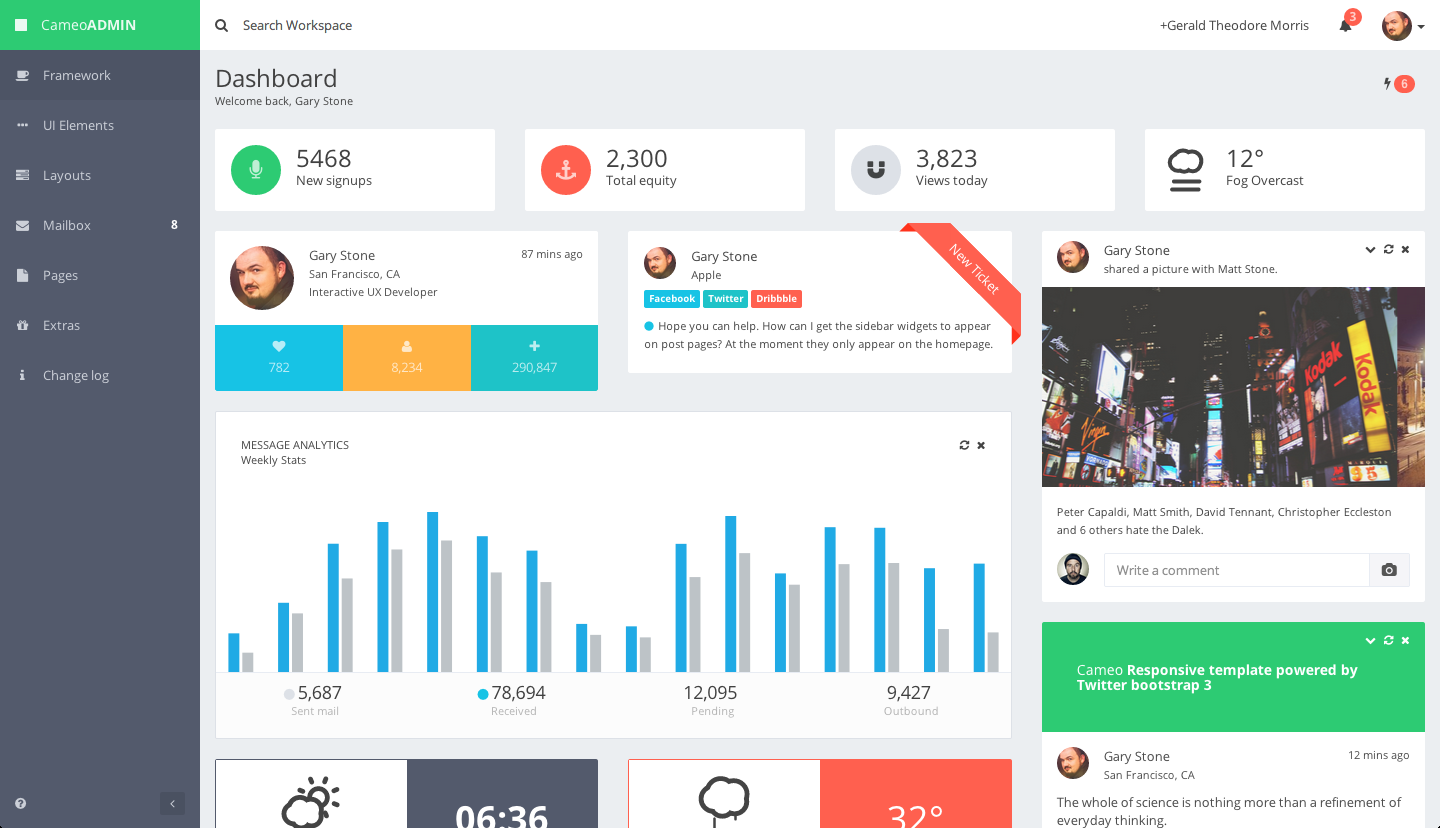 CameoADMIN
Search Workspace
+Gerald Theodore Morris
3
Framework
UI Elements
Layouts
Mailbox
8
Pages
Extras
Change log
Dashboard
Welcome back, Gary Stone
6
5468
New signups
2,300
Total equity
3,823
Views today
12°
Fog Overcast
Gary Stone
87 mins ago
San Francisco, CA
Interactive UX Developer
782
8,234
290,847
Gary Stone
Apple
New Ticket
Facebook
Twitter
Dribbble
Hope you can help. How can I get the sidebar widgets to appear
on post pages? At the moment they only appear on the homepage.
Gary Stone
shared a picture with Matt Stone.
Kodak
Kodak
Virgin
Peter Capaldi, Matt Smith, David Tennant, Christopher Eccleston
and 6 others hate the Dalek.
Write a comment
MESSAGE ANALYTICS
Weekly Stats
5,687
Sent mail
78,694
Received
12,095
Pending
9,427
Outbound
Cameo Responsive template powered by
Twitter bootstrap 3
Gary Stone
12 mins ago
San Francisco, CA
The whole of science is nothing more than a refinement of
everyday thinking.
06:36
32°